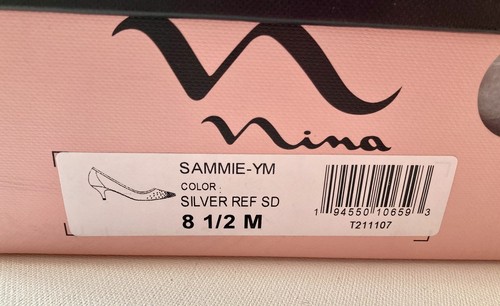 nina
SAMMIE-YM
COLOR
SILVER REF SD
8 1/2 M
1 94550 10659 3
T211107